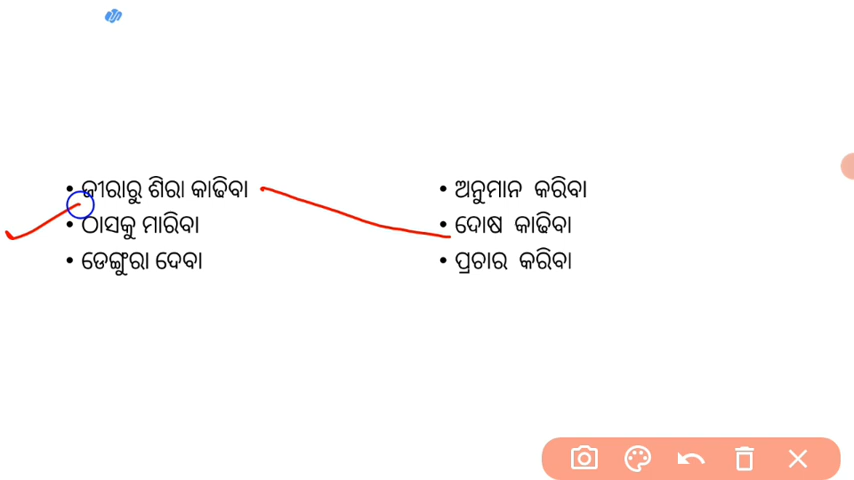 • ଜୀରାରୁ ଶିରା କାଢିବା
• ଠାସକୁ ମାରିବା
• ଡେଙ୍ଗୁରା ଦେବା
• ଅନୁମାନ କରିବା
• ଦୋଷ କାଢିବା
• ପ୍ରଚାର କରିବା